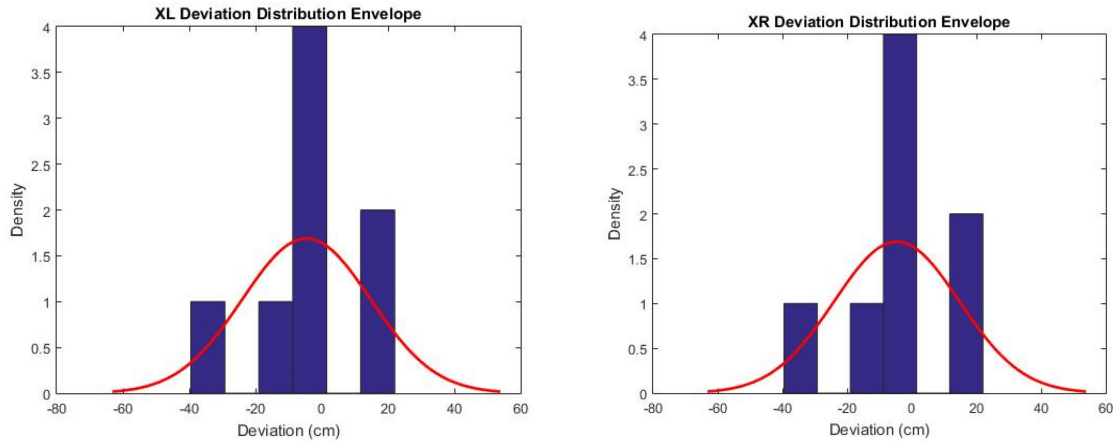 XL Deviation Distribution Envelope
4
3.5
3
2.5
2
1.5
1
0.5
0
Density
-80 -60 -40 -20 0 20 40 60
Deviation (cm)
XR Deviation Distribution Envelope
4
3.5
3
2.5
2
1.5
1
0.5
0
Density
-80 -60 -40 -20 0 20 40 60
Deviation (cm)